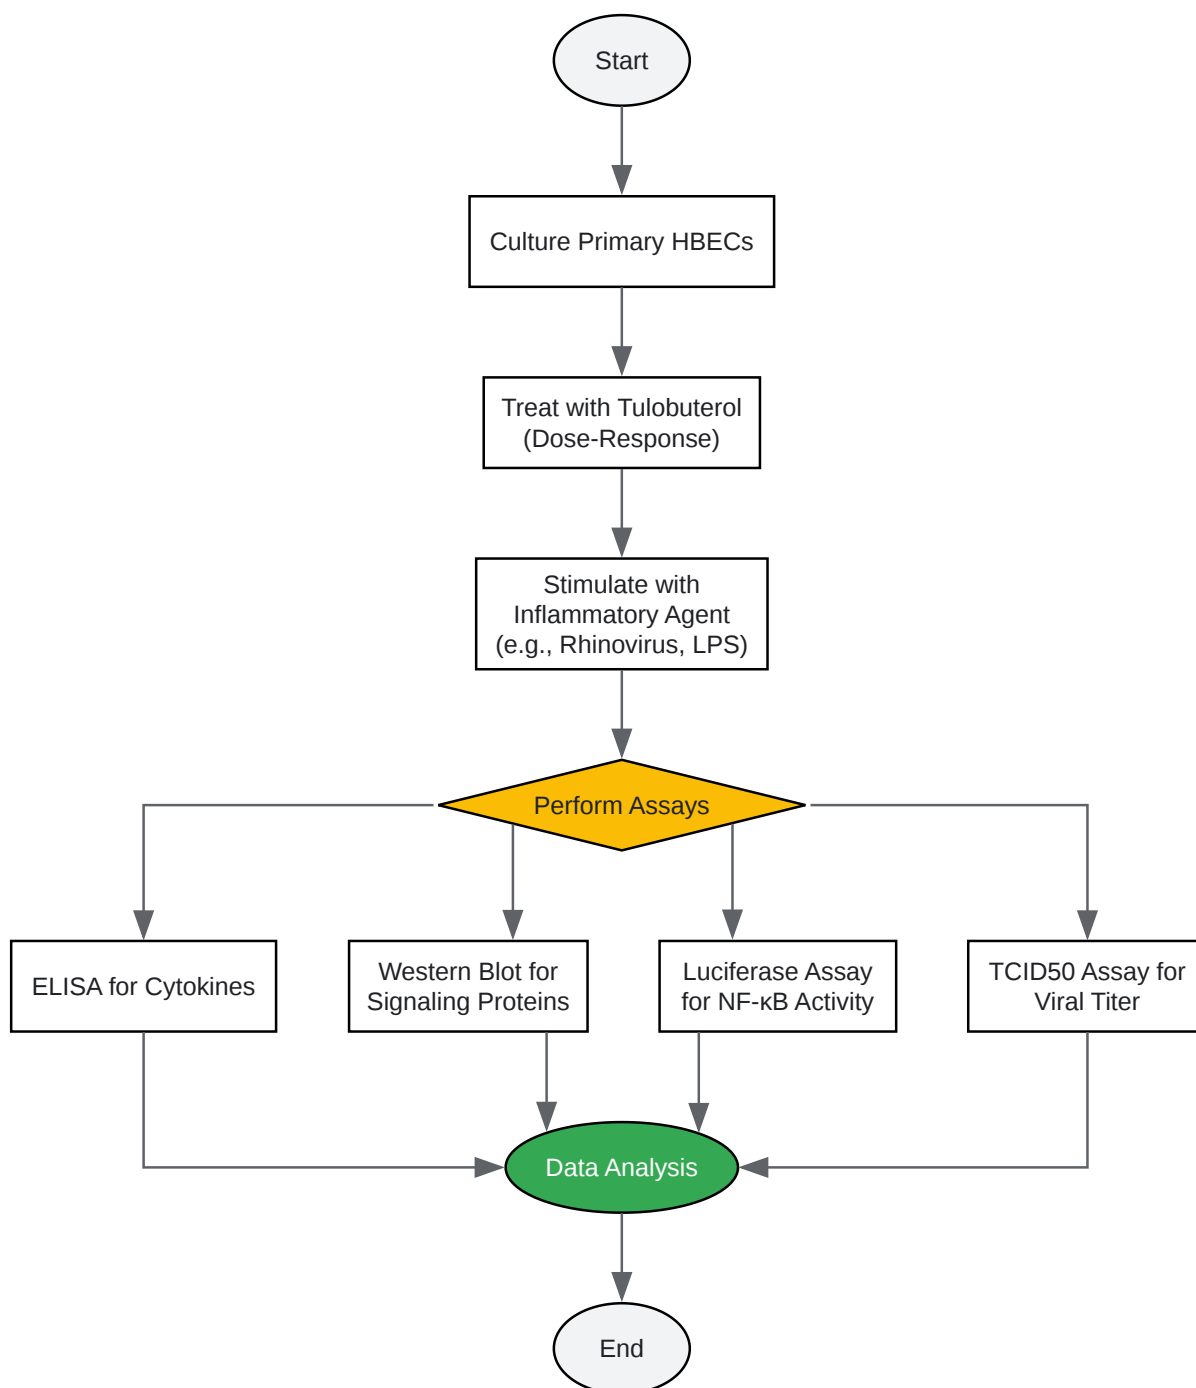 Start
Culture Primary HBECs
Treat with Tulobuterol
(Dose-Response)
Stimulate with
Inflammatory Agent
(e.g., Rhinovirus, LPS)
Perform Assays
ELISA for Cytokines
Western Blot for
Signaling Proteins
Luciferase Assay
for NF-κB Activity
TCID50 Assay for
Viral Titer
Data Analysis
End